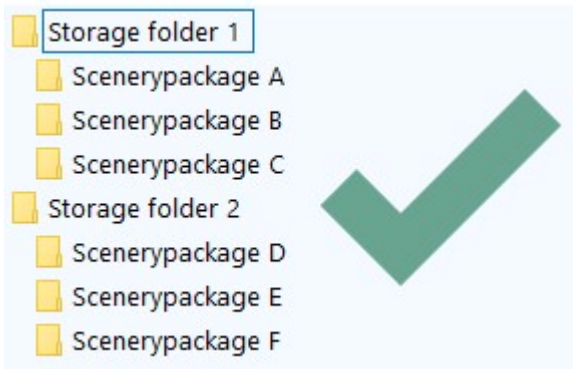 Storage folder 1
Scenerypackage A
Scenerypackage B
Scenerypackage C
Storage folder 2
Scenerypackage D
Scenerypackage E
Scenerypackage F